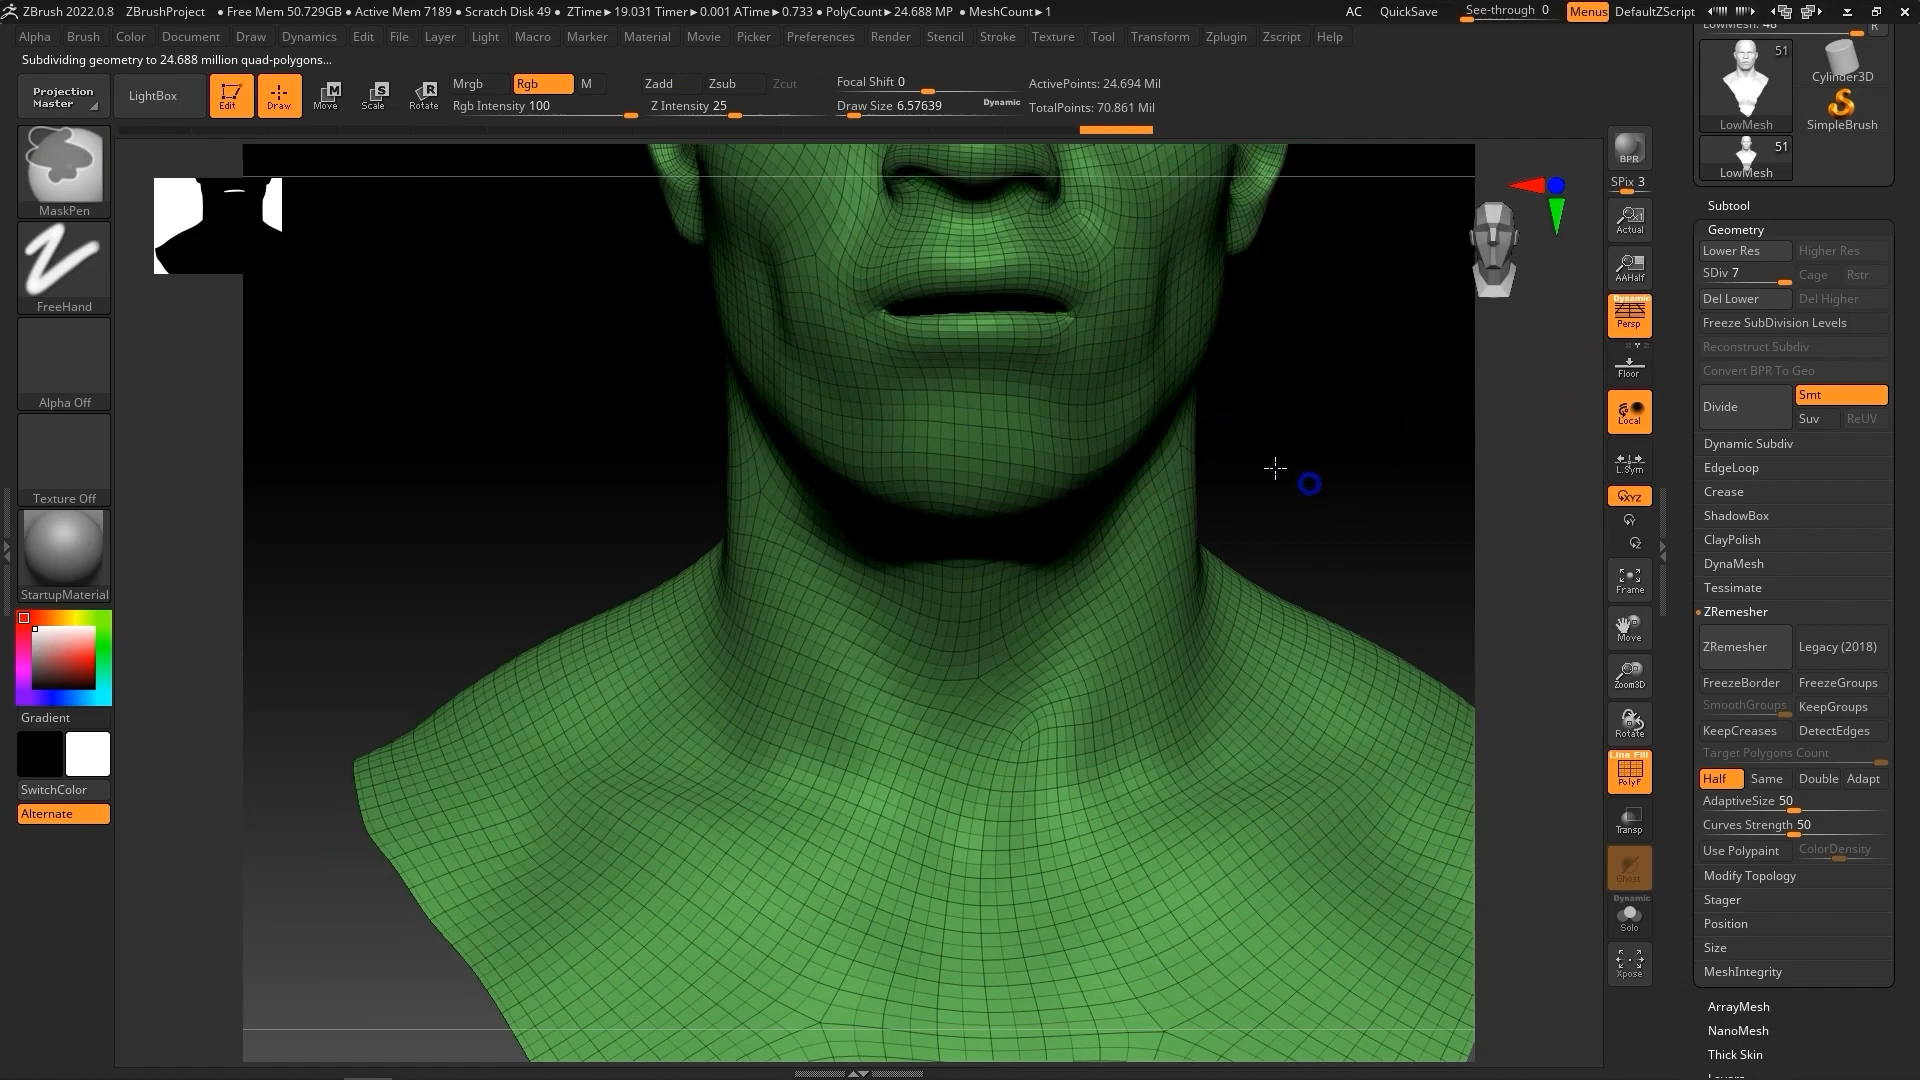 ZBrush 2022.0.8 ZBrushProject • Free Mem 50.729GB • Active Mem 7189 • Scratch Disk 49 • ZTime►19.031 Timer►0.001 ATime►0.733 • PolyCount►24.688 MP • MeshCount►1 AC QuickSave See-through 0 Menus DefaultZScript
Alpha Brush Color Document Draw Dynamics Edit File Layer Light Macro Marker Material Movie Picker Preferences Render Stencil Stroke Texture Tool Transform Zplugin Zscript Help
Subdividing geometry to 24.688 million quad-polygons...
Projection
Master
LightBox
Edit
Draw
Move
Scale
Rotate
Mrgb Rgb M
Rgb Intensity 100
Zadd Zsub Zcut
Z Intensity 25
Focal Shift 0
Draw Size 6.57639
Dynamic
ActivePoints: 24.694 Mil
TotalPoints: 70.861 Mil
MaskPen
FreeHand
Alpha Off
Texture Off
StartupMaterial
Gradient
SwitchColor
Alternate
BPR
SPix 3
Actual
AAHalf
Dynamic
Persp
Floor
Local
L.Sym
XYZ
Frame
Move
Zoom3D
Rotate
Line Fill
PolyF
Transp
Ghost
Dynamic
Solo
Xpose
51
LowMesh
Cylinder3D
SimpleBrush
51
LowMesh
Subtool
Geometry
Lower Res Higher Res
SDiv 7 Cage Rstr
Del Lower Del Higher
Freeze SubDivision Levels
Reconstruct Subdiv
Convert BPR To Geo
Divide Smt
Suv ReUV
Dynamic Subdiv
EdgeLoop
Crease
ShadowBox
ClayPolish
DynaMesh
Tessimate
ZRemesher
ZRemesher Legacy (2018)
FreezeBorder FreezeGroups
SmoothGroups KeepGroups
KeepCreases DetectEdges
Target Polygons Count
Half Same Double Adapt
AdaptiveSize 50
Curves Strength 50
Use Polypaint ColorDensity
Modify Topology
Stager
Position
Size
MeshIntegrity
ArrayMesh
NanoMesh
Thick Skin